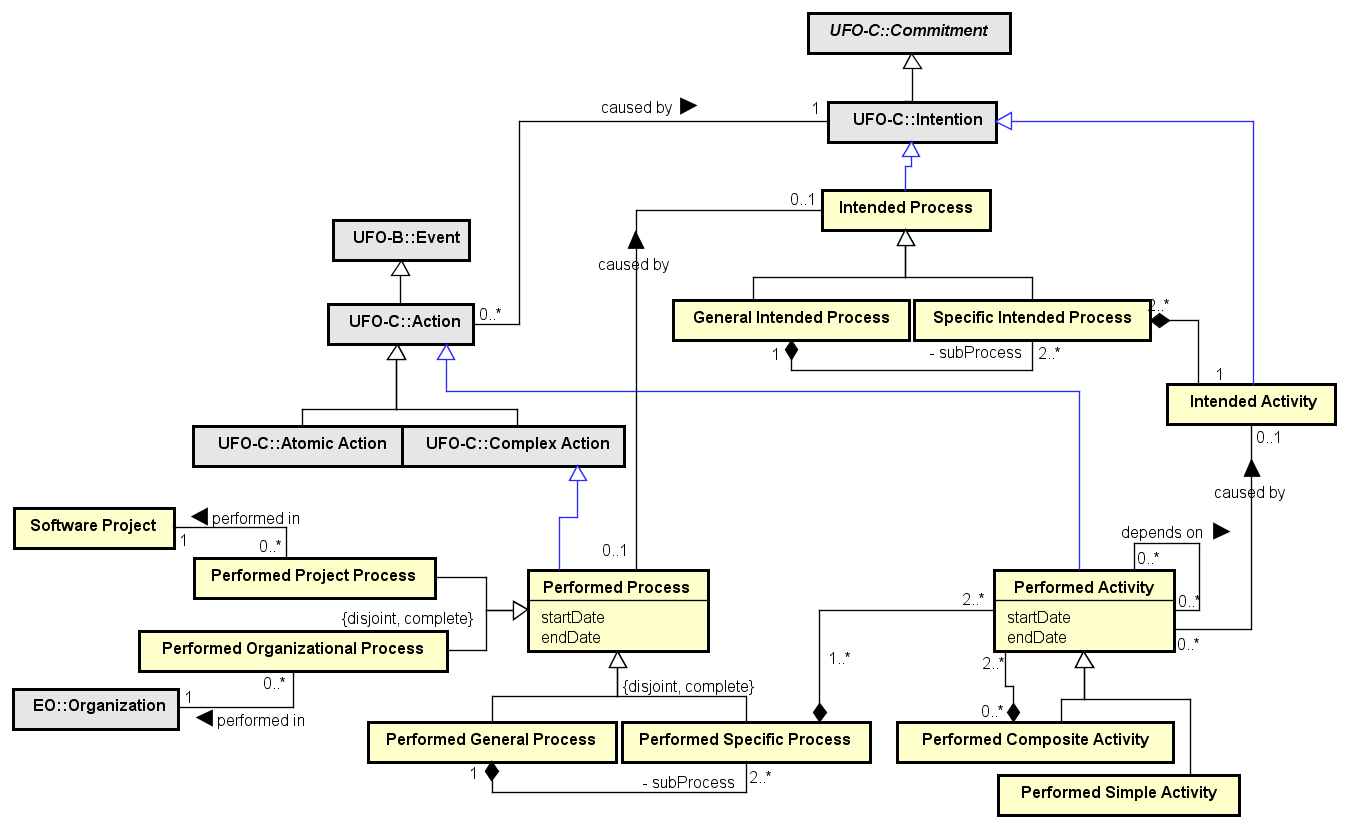 UFO-C::Commitment
caused by
1
UFO-C::Intention
0..1
Intended Process
UFO-B::Event
caused by
UFO-C::Action
0..*
General Intended Process
Specific Intended Process
2..*
1
- subProcess
2..*
1
Intended Activity
UFO-C::Atomic Action
UFO-C::Complex Action
0..1
caused by
Software Project
performed in
1
0..*
depends on
0..*
0..1
Performed Project Process
Performed Process
startDate
endDate
Performed Activity
startDate
endDate
0..*
2..*
{disjoint, complete}
0..*
Performed Organizational Process
1..*
2..*
0..*
{disjoint, complete}
EO::Organization
1
performed in
0..*
Performed General Process
Performed Specific Process
Performed Composite Activity
1
- subProcess
2..*
Performed Simple Activity